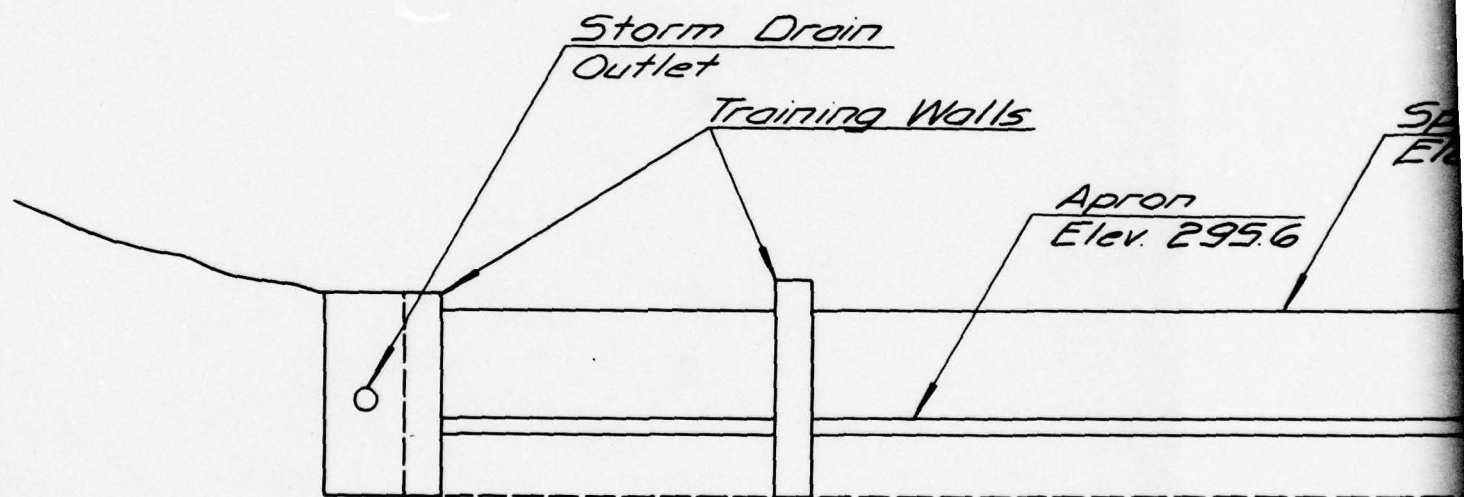 Storm Drain
Outlet
Training Walls
Apron
Elev. 295.6